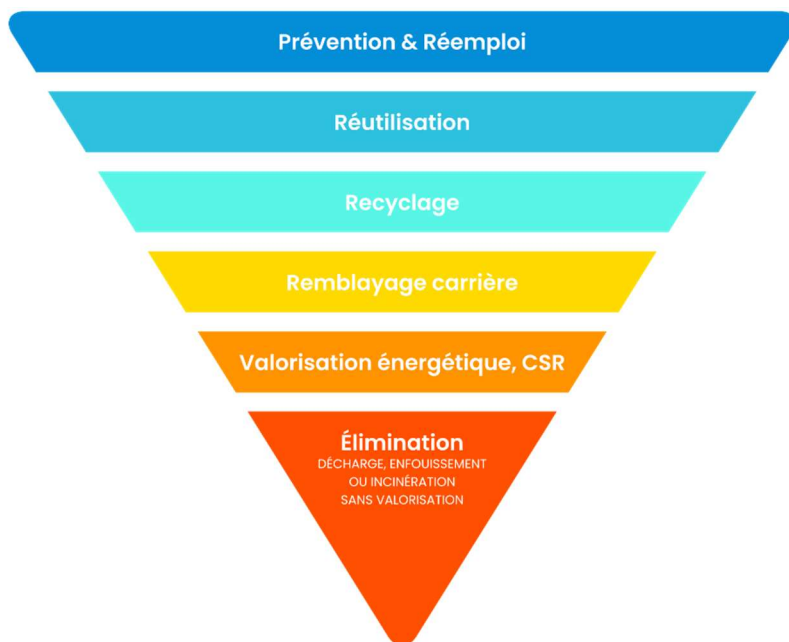 Prévention & Réemploi
Réutilisation
Recyclage
Remblayage carrière
Valorisation énergétique, CSR
Élimination
DÉCHARGE, ENFOUISSEMENT
OU INCINÉRATION
SANS VALORISATION